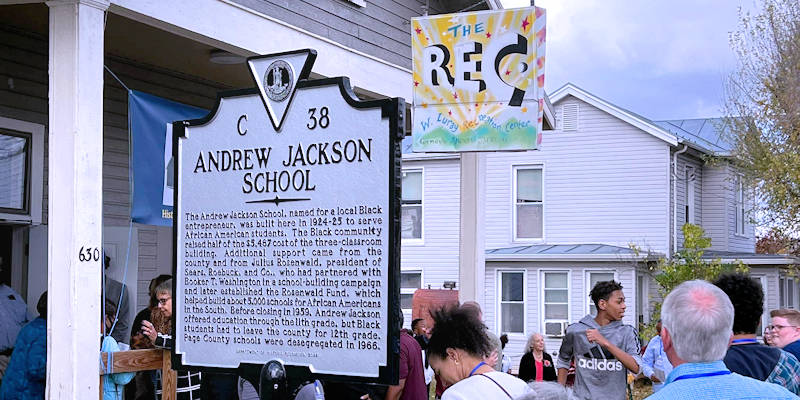 C 38
ANDREW JACKSON
SCHOOL
The Andrew Jackson School, named for a local Black
entrepreneur, was built here in 1924-25 to serve
African American students. The Black community
raised half of the $5,467 cost of the three-classroom
building. Additional support came from the
county and from Julius Rosenwald, president of
Sears, Roebuck, and Co., who had partnered with
Booker T. Washington in a school-building campaign
and later established the Rosenwald Fund, which
helped build about 5,000 schools for African Americans
in the South. Before closing in 1959, Andrew Jackson
offered education through the 11th grade, but Black
students had to leave the county for 12th grade.
Page County schools were desegregated in 1966.
DEPARTMENT OF HISTORIC RESOURCES,
THE
REC
W. Luray Recreation Center
630
Hist
adidas